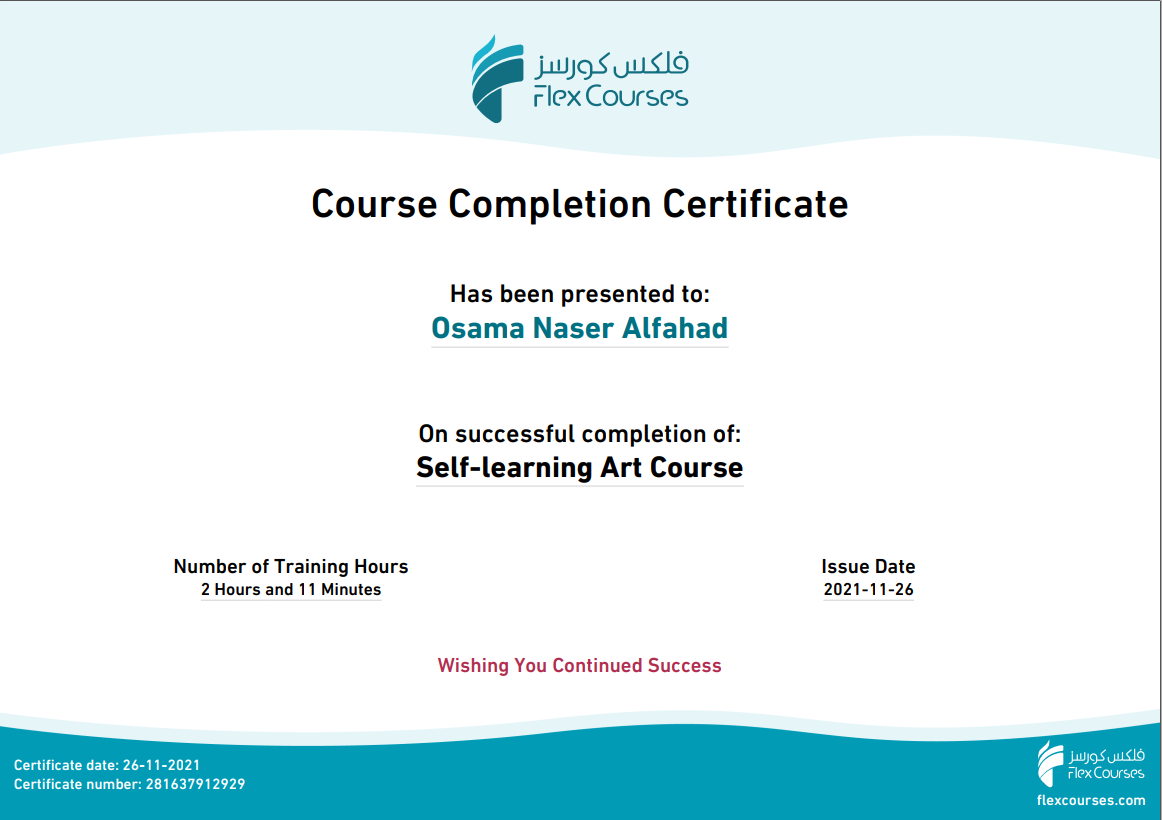 فلكس كورسز
Flex Courses
Course Completion Certificate
Has been presented to:
Osama Naser Alfahad
On successful completion of:
Self-learning Art Course
Number of Training Hours
2 Hours and 11 Minutes
Issue Date
2021-11-26
Wishing You Continued Success
Certificate date: 26-11-2021
Certificate number: 281637912929
فلكس كورسز
Flex Courses
flexcourses.com